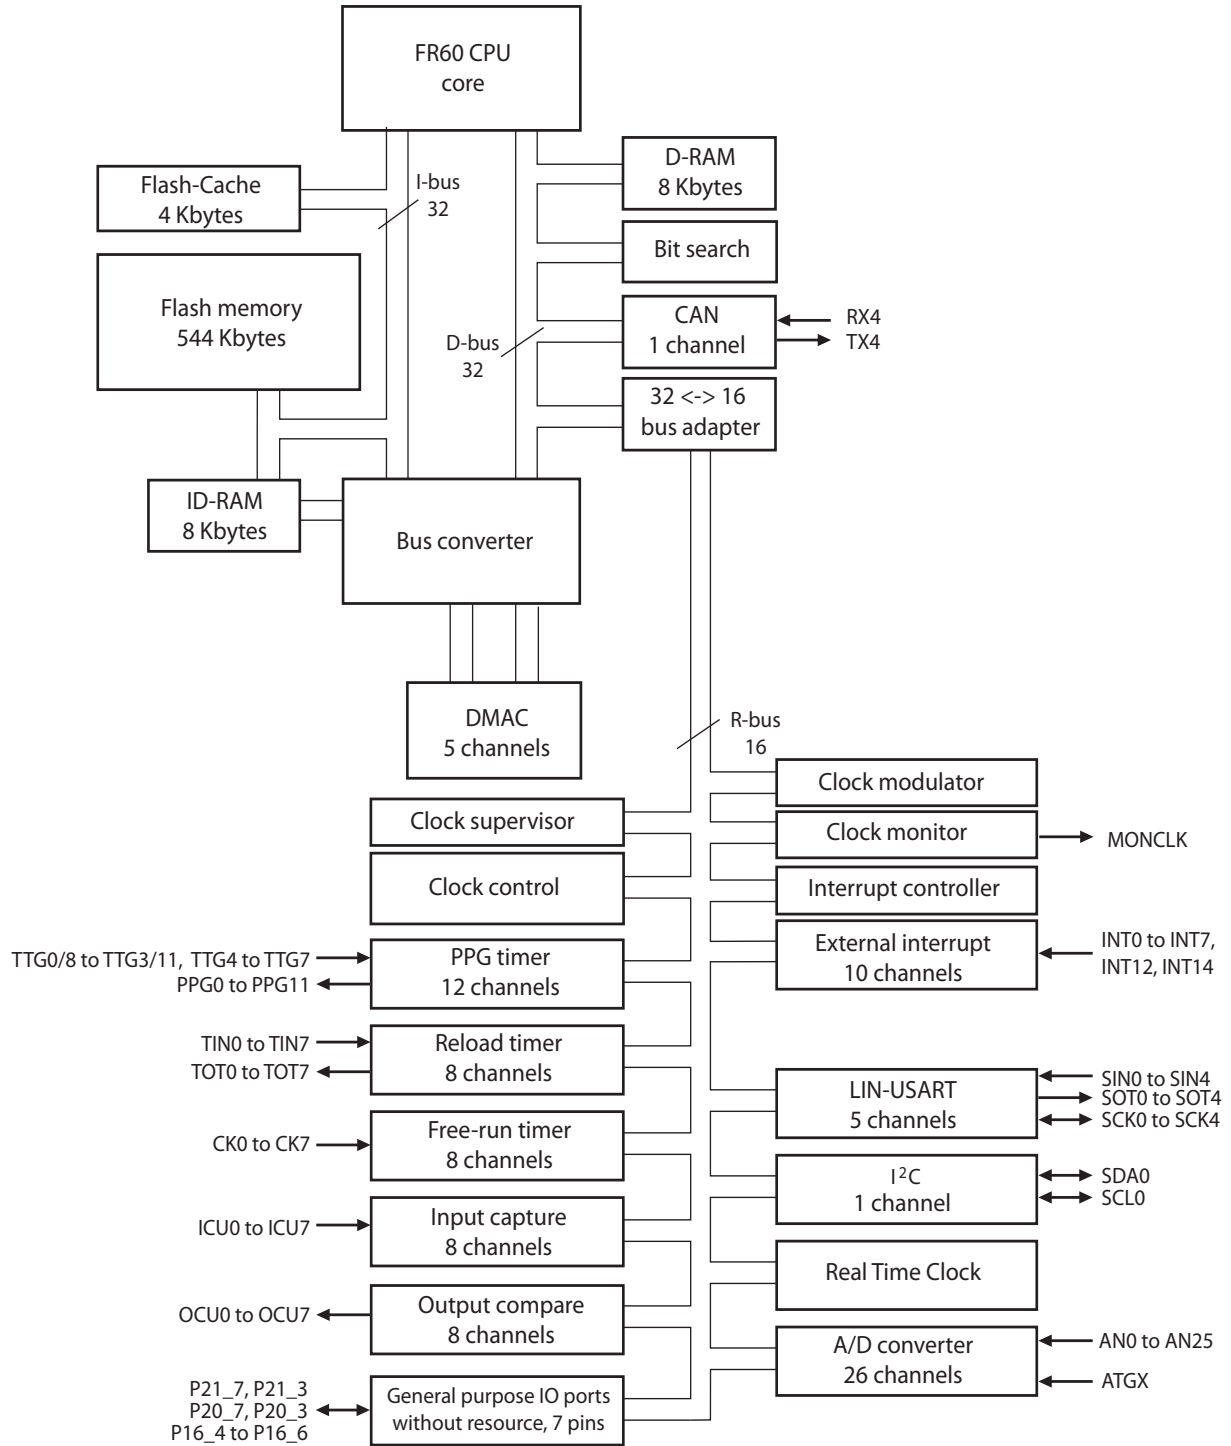 FR60 CPU
core
Flash-Cache
4 Kbytes
I-bus
32
D-RAM
8 Kbytes
Bit search
Flash memory
544 Kbytes
CAN
1 channel
RX4
TX4
D-bus
32
32 <-> 16
bus adapter
ID-RAM
8 Kbytes
Bus converter
DMAC
5 channels
R-bus
16
Clock modulator
Clock supervisor
Clock monitor
MONCLK
Clock control
Interrupt controller
TTG0/8 to TTG3/11, TTG4 to TTG7
PPG0 to PPG11
PPG timer
12 channels
External interrupt
10 channels
INT0 to INT7,
INT12, INT14
TIN0 to TIN7
TOT0 to TOT7
Reload timer
8 channels
LIN-USART
5 channels
SIN0 to SIN4
SOT0 to SOT4
SCK0 to SCK4
CK0 to CK7
Free-run timer
8 channels
I²C
1 channel
SDA0
SCL0
ICU0 to ICU7
Input capture
8 channels
Real Time Clock
OCU0 to OCU7
Output compare
8 channels
A/D converter
26 channels
AN0 to AN25
ATGX
P21_7, P21_3
P20_7, P20_3
P16_4 to P16_6
General purpose IO ports
without resource, 7 pins